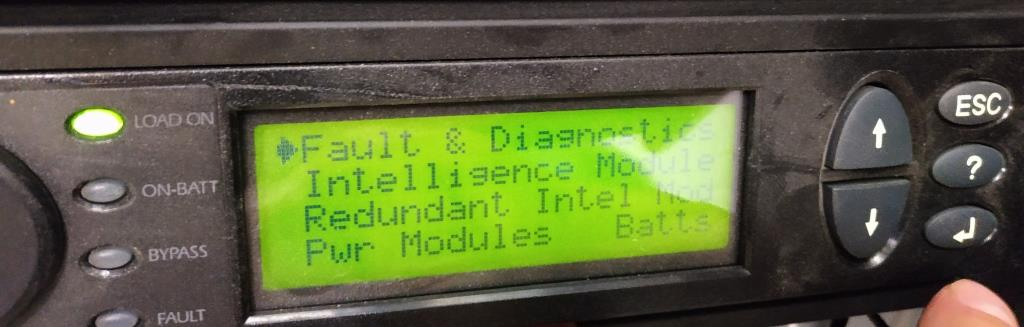 LOAD ON
ON-BATT
BYPASS
FAULT
Fault & Diagnostics
Intelligence Module
Redundant Intel Mod
Pwr Modules Batts
ESC
?